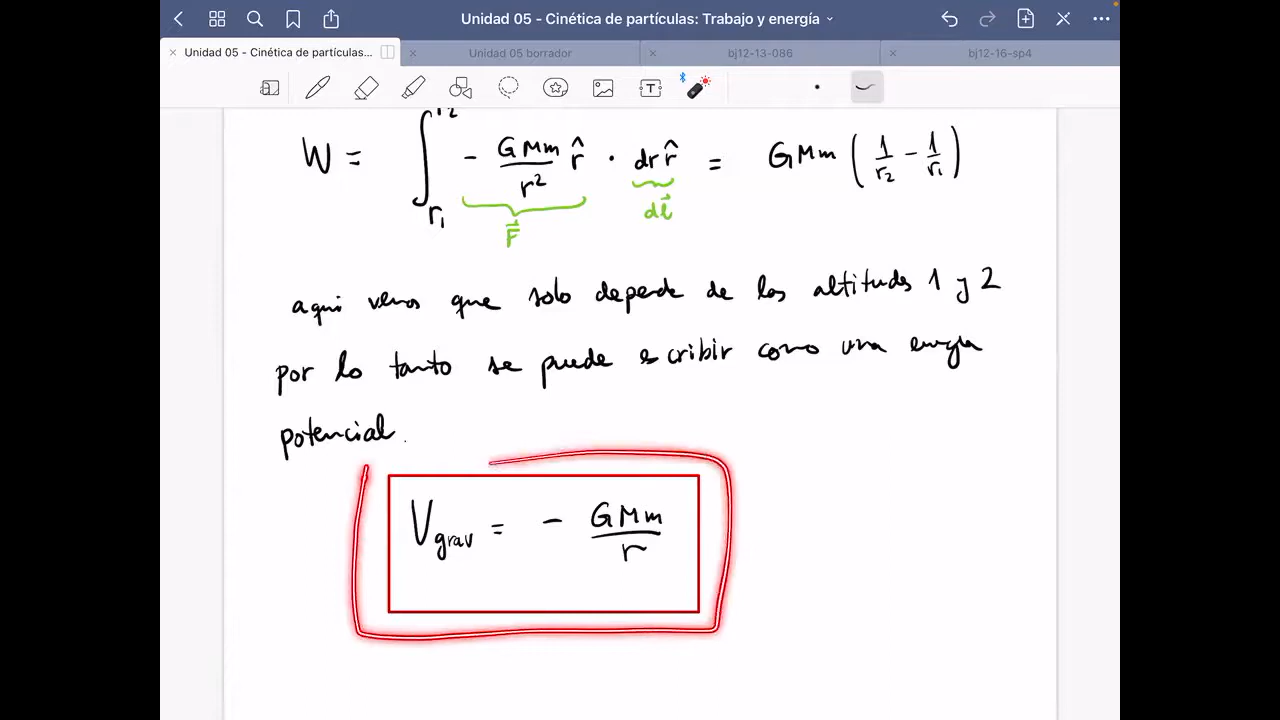 Unidad 05 - Cinética de partículas: Trabajo y energía
Unidad 05 - Cinética de partículas...
Unidad 05 borrador
bj12-13-086
bj12-16-sp4
W = ∫_{r₁}^{r₂} - GMm/r² r̂ · dr r̂ = GMm (1/r₂ - 1/r₁)
F⃗
dl⃗
aquí vemos que solo depende de las altitudes 1 y 2
por lo tanto se puede escribir como una energía
potencial.
V_grav = - GMm/r